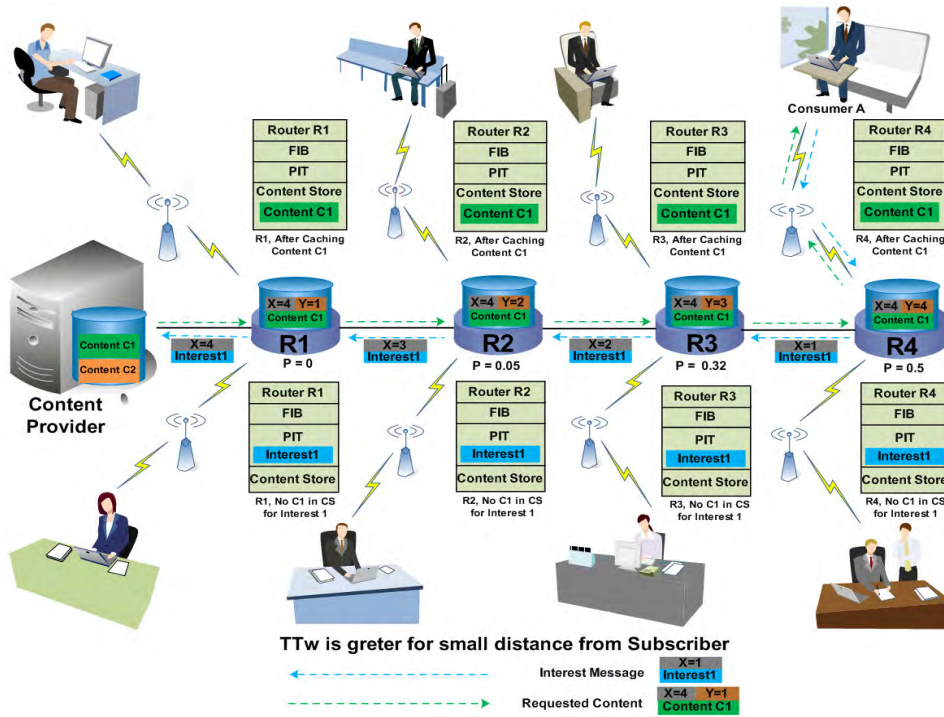 Consumer A
Router R1
FIB
PIT
Content Store
Content C1
R1, After Caching
Content C1
Router R2
FIB
PIT
Content Store
Content C1
R2, After Caching
Content C1
Router R3
FIB
PIT
Content Store
Content C1
R3, After Caching
Content C1
Router R4
FIB
PIT
Content Store
Content C1
R4, After Caching
Content C1
Content C1
Content C2
Content
Provider
X=4 Y=1
Content C1
R1
P = 0
X=4 Y=2
Content C1
R2
P = 0.05
X=4 Y=3
Content C1
R3
P = 0.32
X=4 Y=4
Content C1
R4
P = 0.5
X=4
Interest1
X=3
Interest1
X=2
Interest1
X=1
Interest1
Router R1
FIB
PIT
Interest1
Content Store
R1, No C1 in CS
for Interest 1
Router R2
FIB
PIT
Interest1
Content Store
R2, No C1 in CS
for Interest 1
Router R3
FIB
PIT
Interest1
Content Store
R3, No C1 in CS
for Interest 1
Router R4
FIB
PIT
Interest1
Content Store
R4, No C1 in CS
for Interest 1
TTw is greter for small distance from Subscriber
Interest Message
X=1
Interest1
Requested Content
X=4 Y=1
Content C1